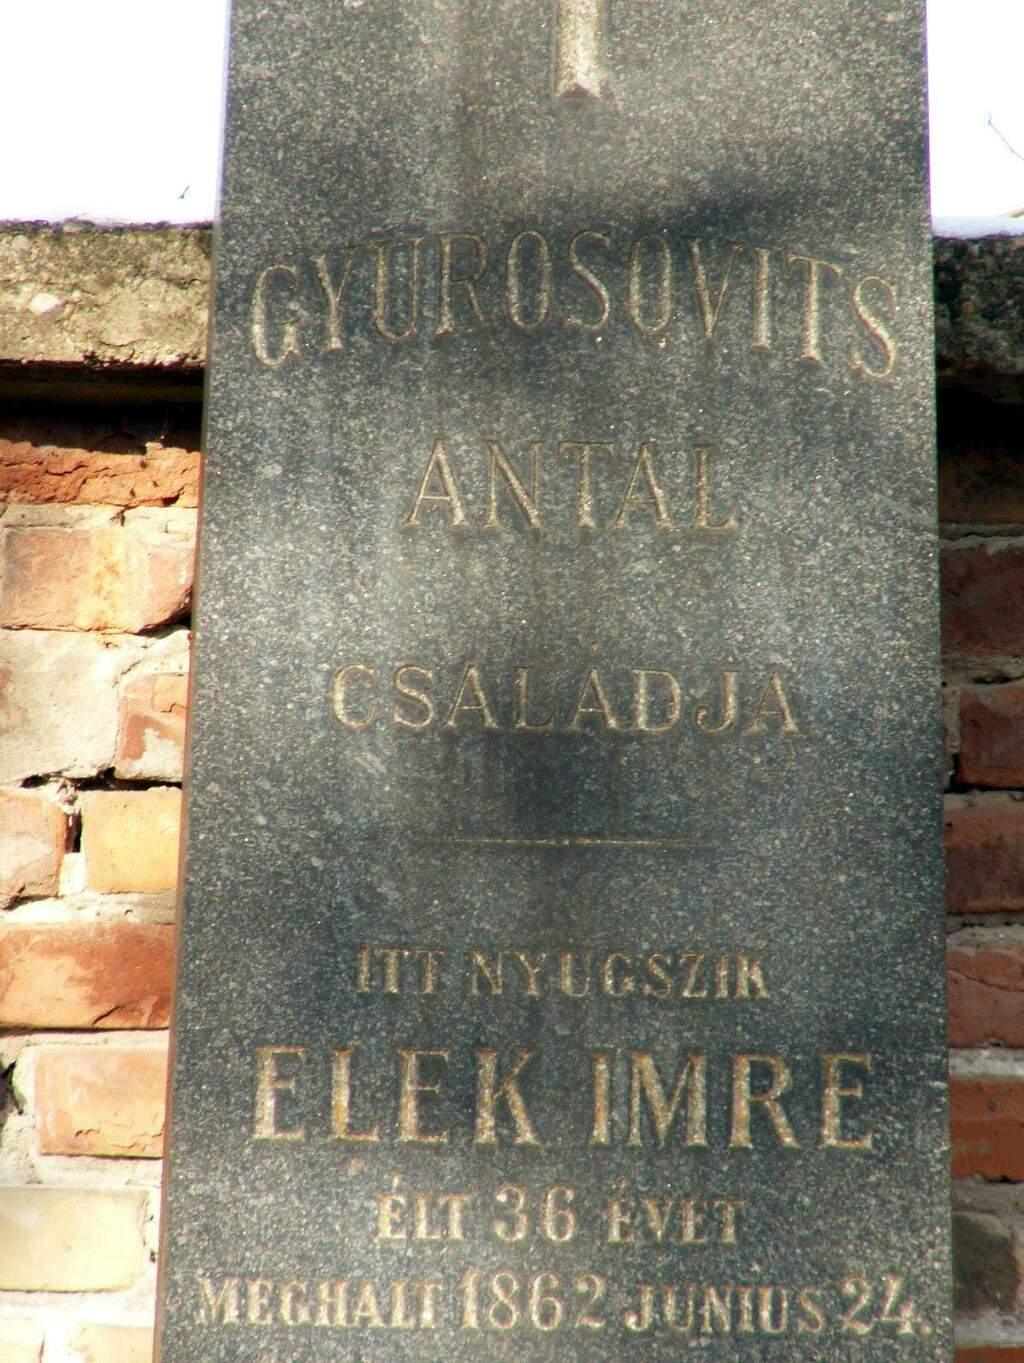 GYUROSOVITS
ANTAL
CSALÁDJA
ITT NYUGSZIK
ELEK IMRE
ÉLT 36 ÉVET
MEGHALT 1862 JUNIUS 24.